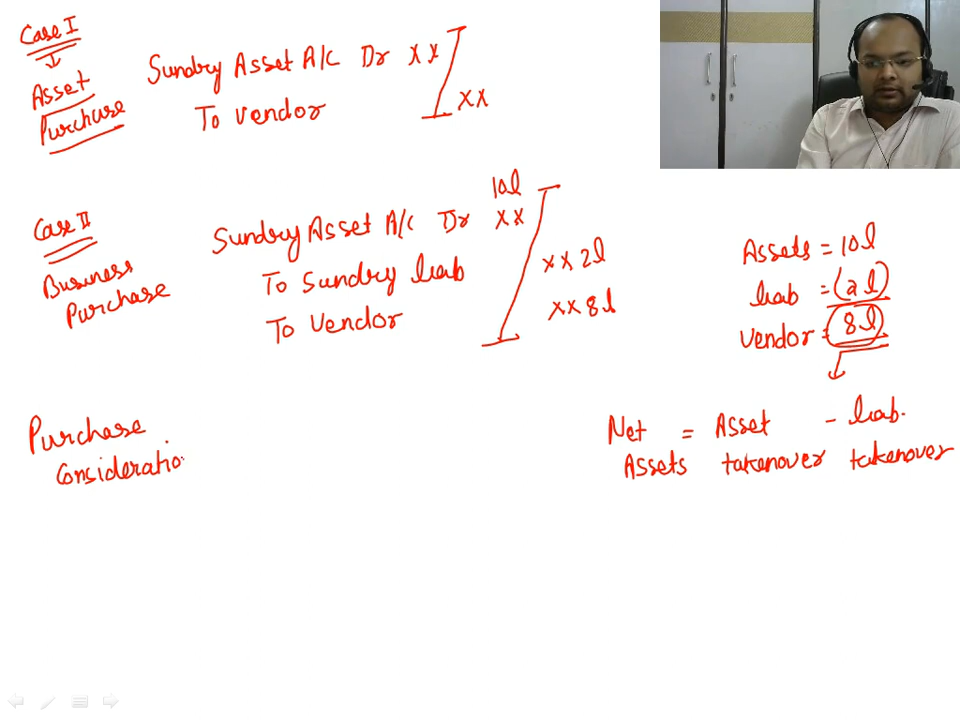 Case I
Asset
Purchase
Sundry Asset A/C Dr xx
To vendor xx
Case II
Business
Purchase
10l
Sundry Asset A/C Dr xx
To Sundry liab xx 2l
To Vendor xx 8l
Assets = 10l
liab = (2l)
Vendor = 8l
Net = Asset - liab.
Assets takenover takenover
Purchase
Consideratio